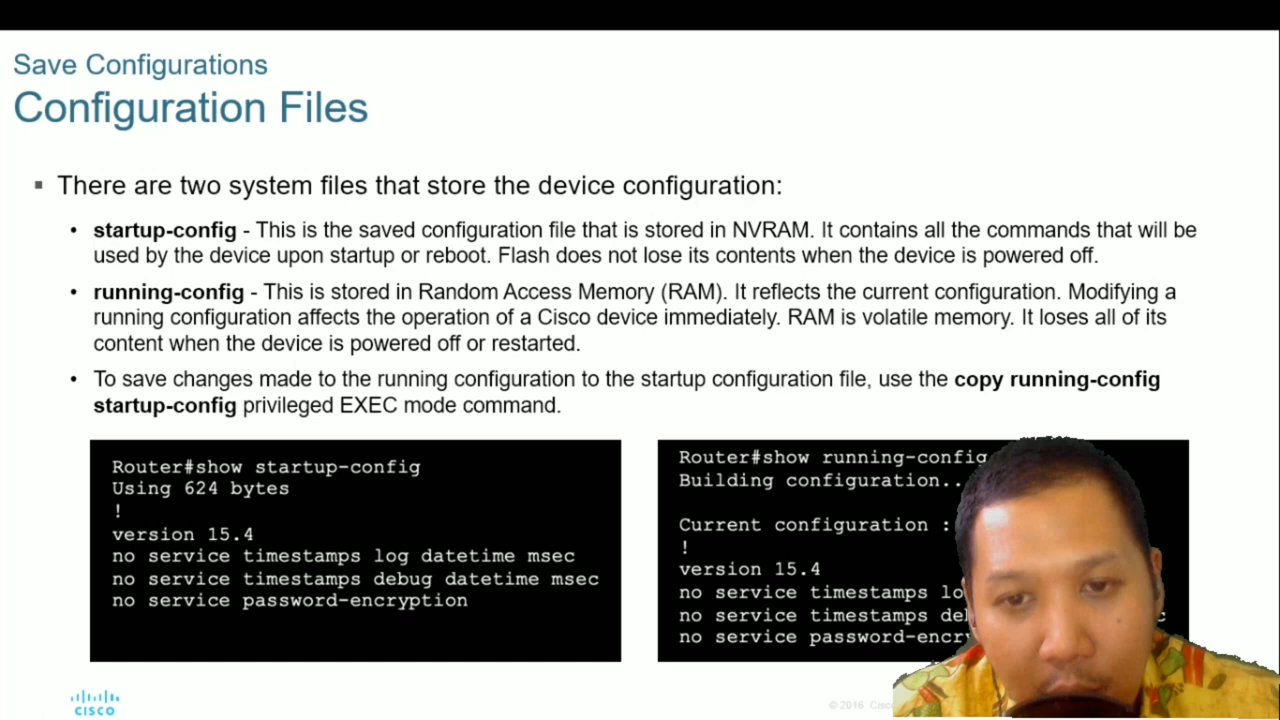 Save Configurations
Configuration Files
There are two system files that store the device configuration:
startup-config - This is the saved configuration file that is stored in NVRAM. It contains all the commands that will be
used by the device upon startup or reboot. Flash does not lose its contents when the device is powered off.
running-config - This is stored in Random Access Memory (RAM). It reflects the current configuration. Modifying a
running configuration affects the operation of a Cisco device immediately. RAM is volatile memory. It loses all of its
content when the device is powered off or restarted.
To save changes made to the running configuration to the startup configuration file, use the copy running-config
startup-config privileged EXEC mode command.
Router#show startup-config
Using 624 bytes
!
version 15.4
no service timestamps log datetime msec
no service timestamps debug datetime msec
no service password-encryption
Router#show running-config
Building configuration..
Current configuration :
!
version 15.4
no service timestamps
no service timestamps
no service
CISCO
© 2016